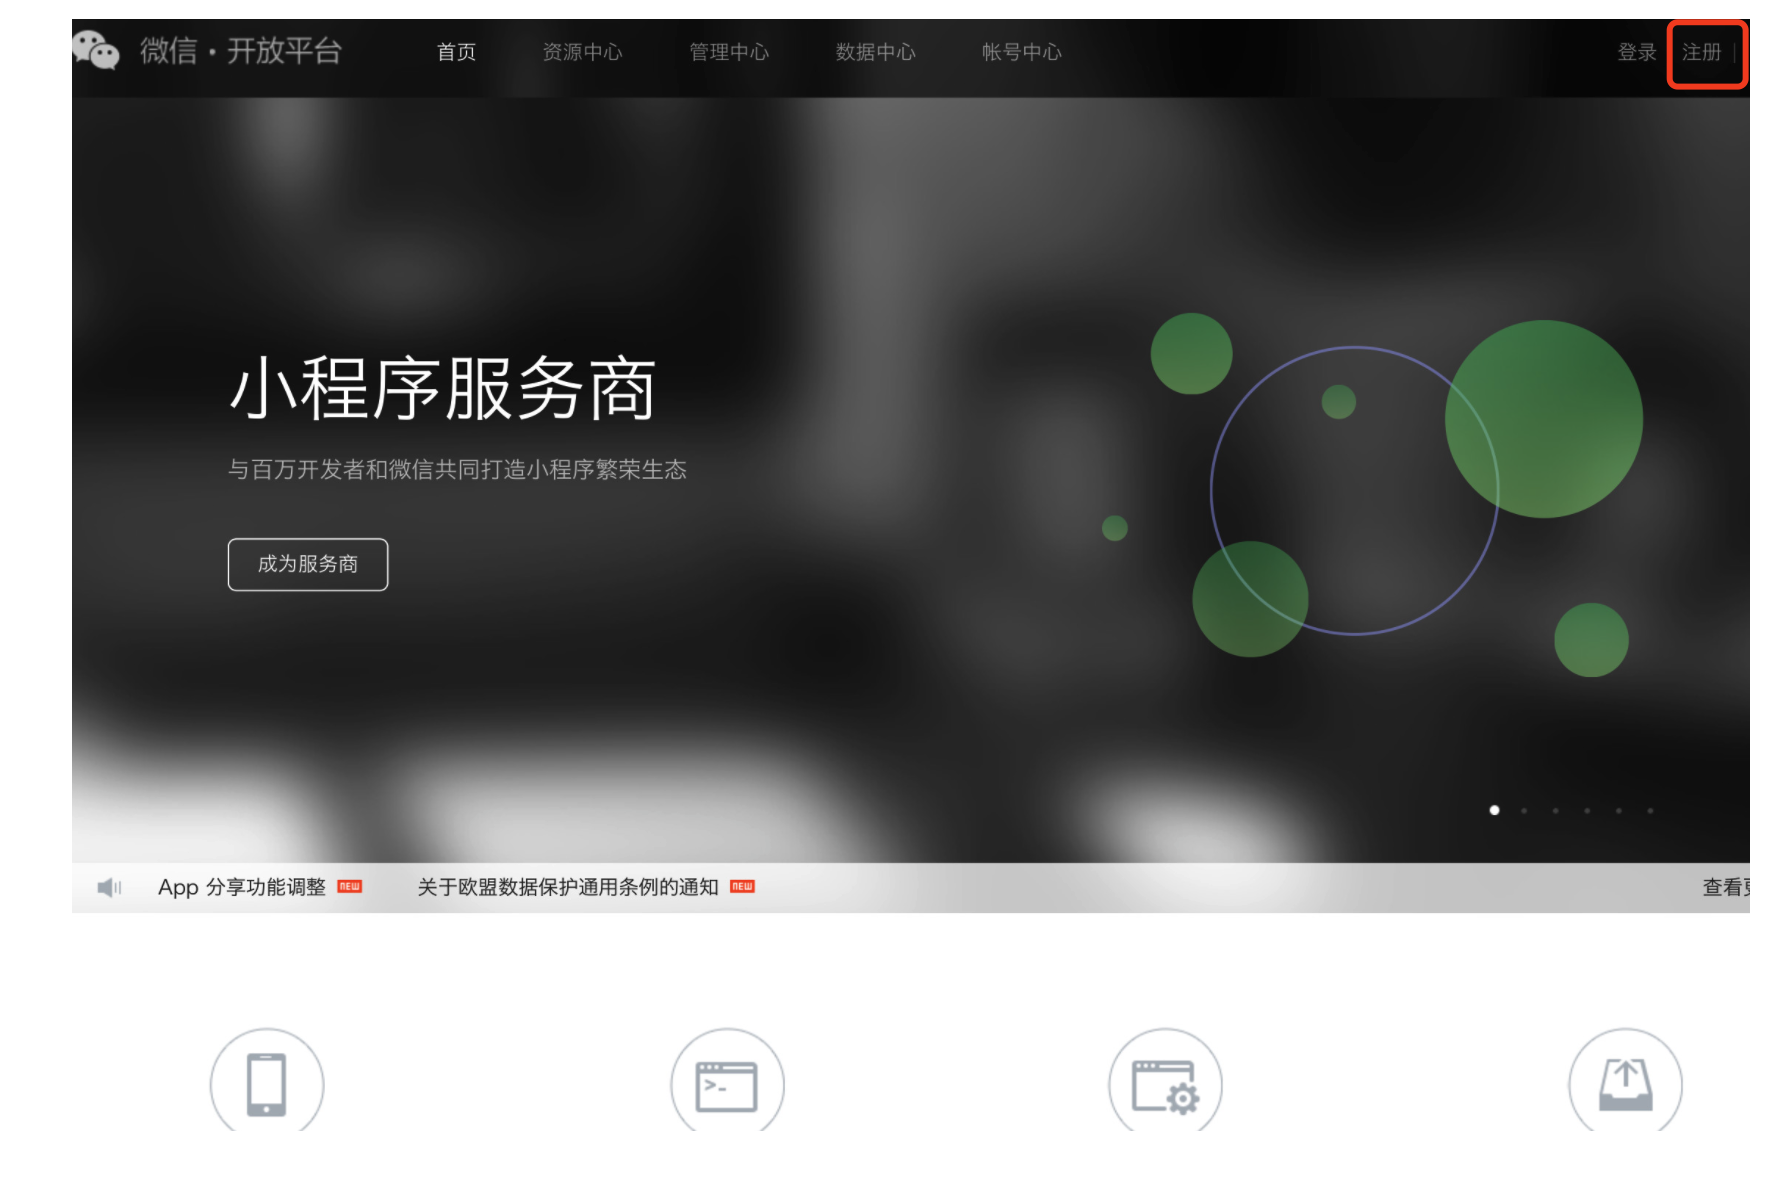 微信·开放平台 首页 资源中心 管理中心 数据中心 帐号中心 登录 注册
小程序服务商
与百万开发者和微信共同打造小程序繁荣生态
成为服务商
App 分享功能调整 NEW 关于欧盟数据保护通用条例的通知 NEW 查看
>_